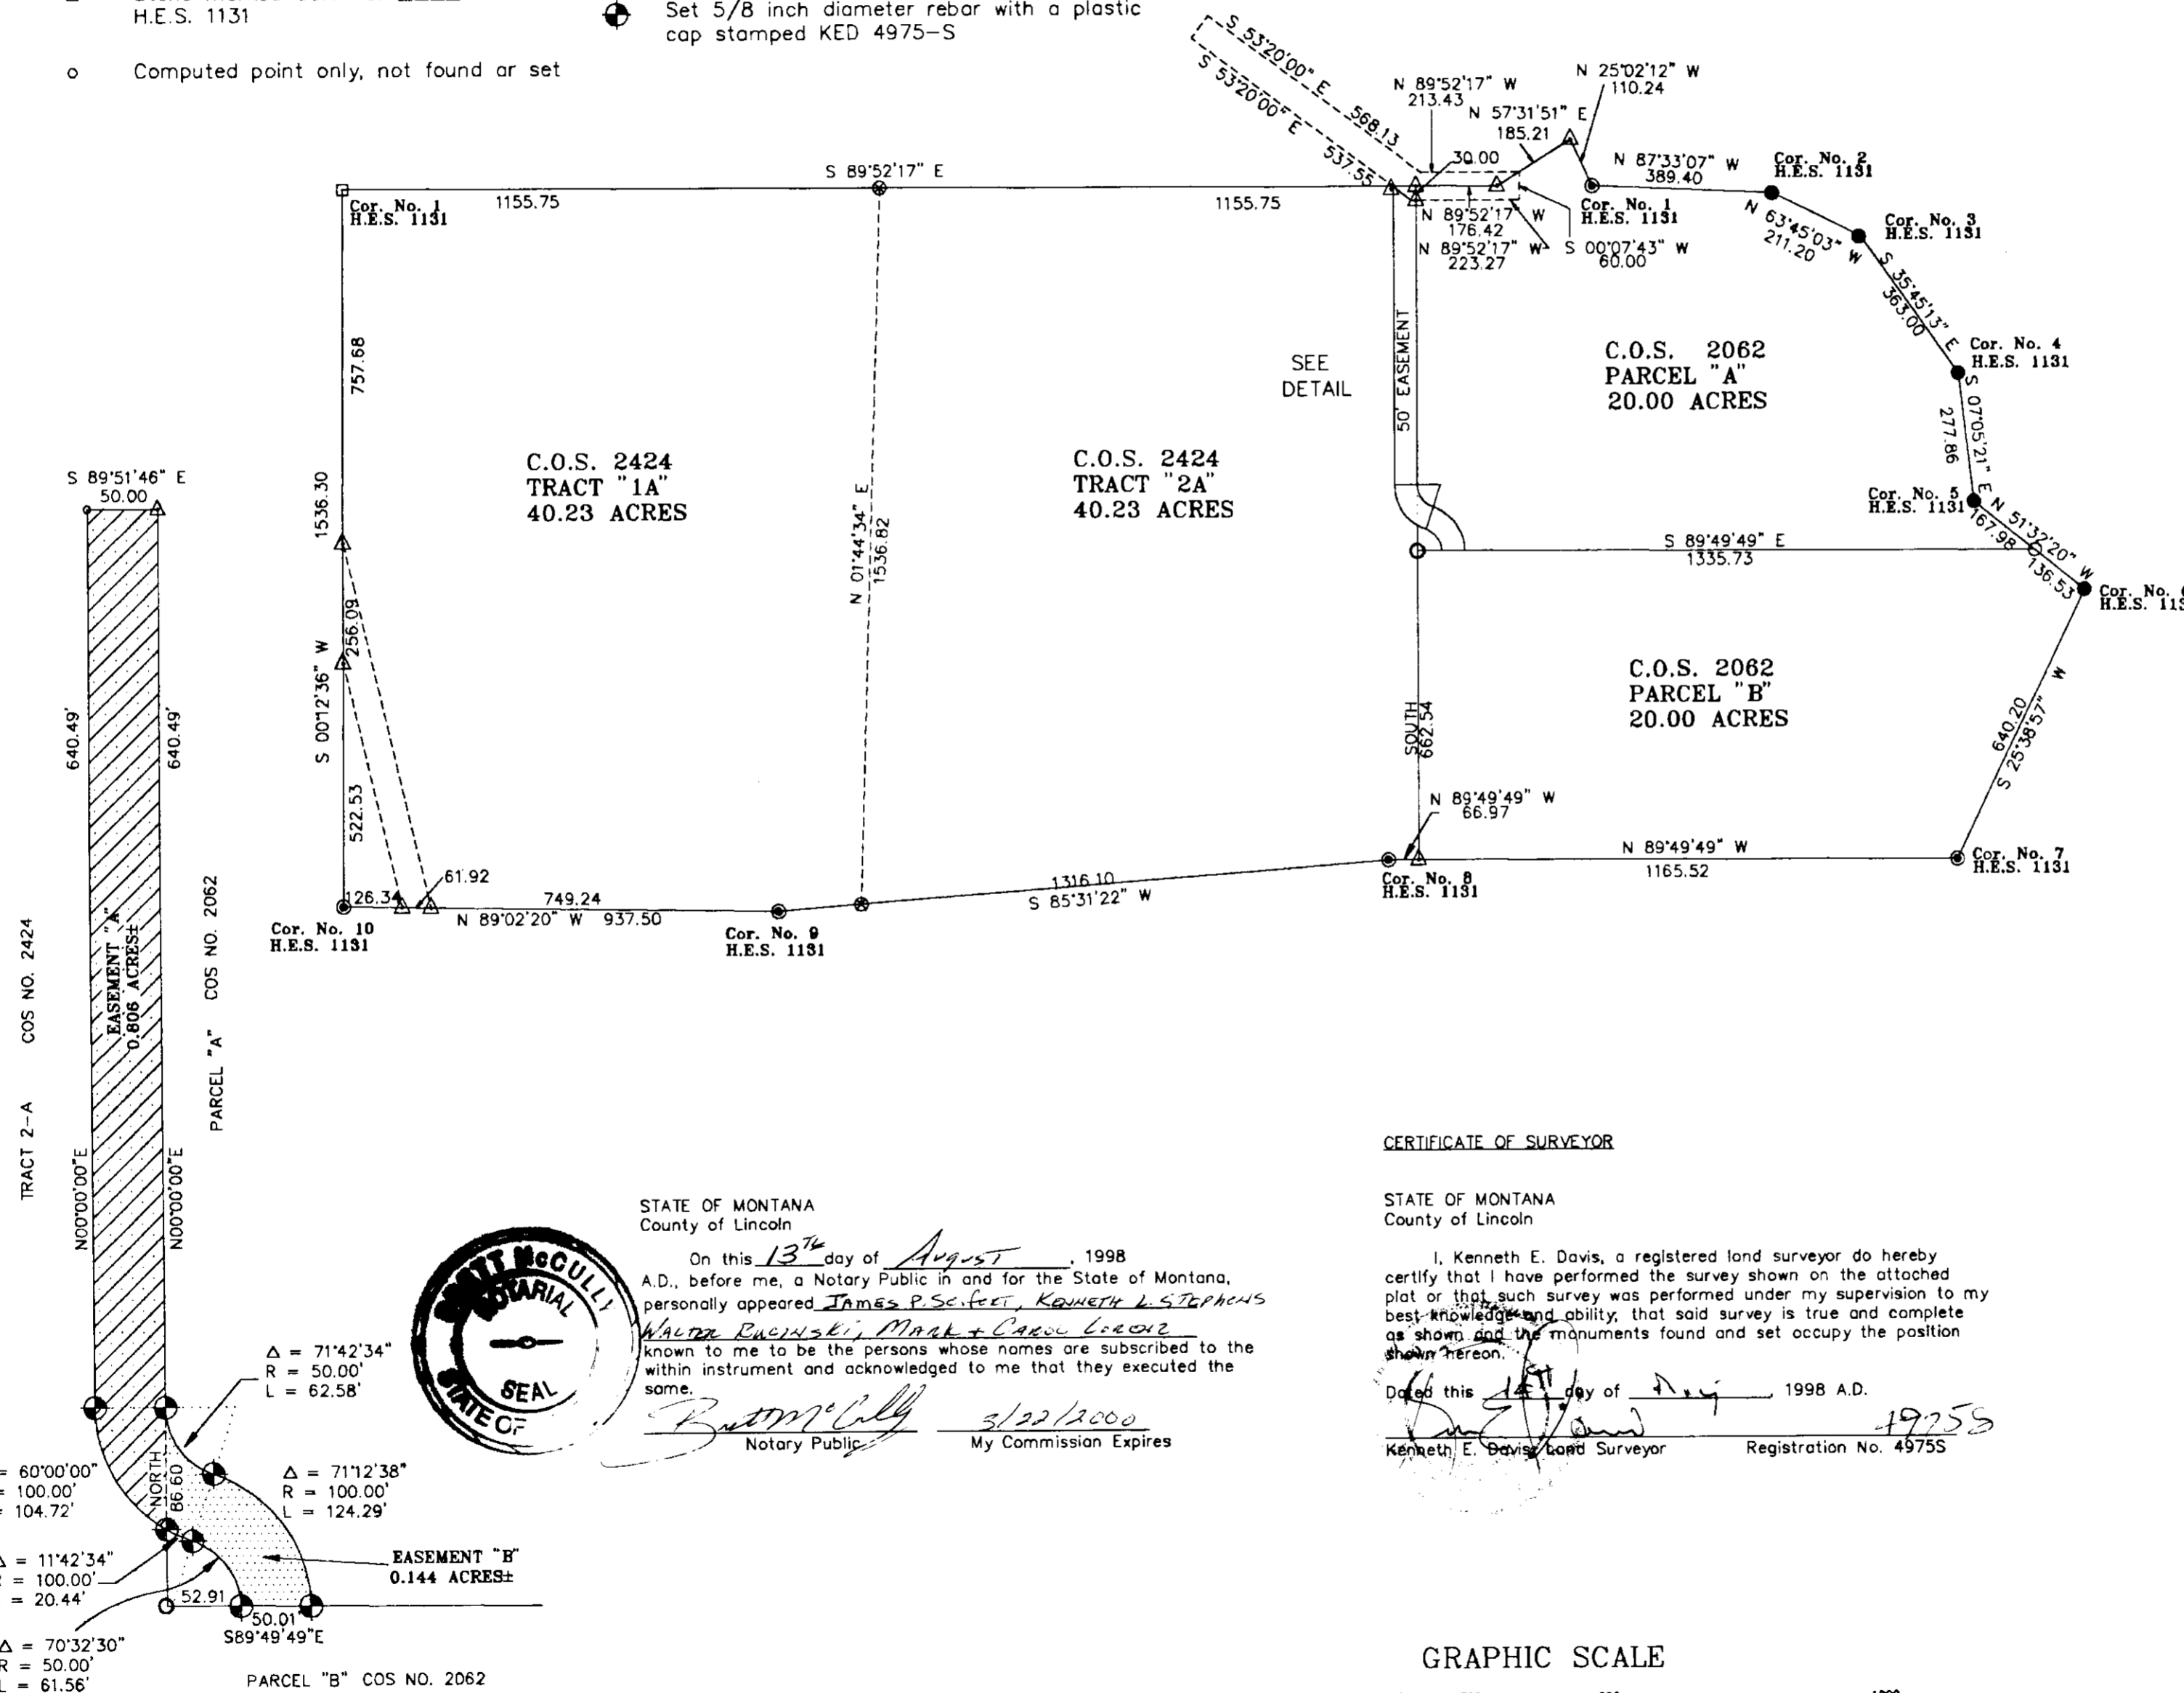 H.E.S. 1131
Set 5/8 inch diameter rebar with a plastic
cap stamped KED 4975-S
Computed point only, not found or set
S 53°20'00" E 568.13
S 53°20'00" E 537.55
N 89°52'17" W
213.43
N 25°02'12" W
110.24
N 57°31'51" E
185.21
30.00
N 87°33'07" W
389.40
Cor. No. 2
H.E.S. 1131
S 89°52'17" E
1155.75
1155.75
Cor. No. 1
H.E.S. 1131
Cor. No. 1
H.E.S. 1131
N 89°52'17" W
176.42
N 89°52'17" W
223.27
S 00°07'43" W
60.00
N 63°45'03" W
211.20
Cor. No. 3
H.E.S. 1131
S 35°45'13" E
363.00
Cor. No. 4
H.E.S. 1131
S 07°05'21" E
277.86
Cor. No. 5
H.E.S. 1131
N 51°32'20" W
167.98
136.53
Cor. No.
H.E.S.
757.68
1536.30
256.09
S 00°12'36" W
522.53
N 01°44'34" E
1536.82
SEE
DETAIL
50' EASEMENT
C.O.S. 2062
PARCEL "A"
20.00 ACRES
C.O.S. 2424
TRACT "1A"
40.23 ACRES
C.O.S. 2424
TRACT "2A"
40.23 ACRES
S 89°49'49" E
1335.73
C.O.S. 2062
PARCEL "B"
20.00 ACRES
SOUTH
662.54
640.20
S 25°38'57" W
N 89°49'49" W
66.97
N 89°49'49" W
1165.52
Cor. No. 7
H.E.S. 1131
Cor. No. 8
H.E.S. 1131
1316.10
S 85°31'22" W
126.34
61.92
749.24
N 89°02'20" W 937.50
Cor. No. 10
H.E.S. 1131
Cor. No. 9
H.E.S. 1131
S 89°51'46" E
50.00
640.49'
640.49'
EASEMENT "A"
0.806 ACRES±
TRACT 2-A COS NO. 2424
PARCEL "A" COS NO. 2062
N00°00'00"E
N00°00'00"E
Δ = 71°42'34"
R = 50.00'
L = 62.58'
= 60°00'00"
= 100.00'
= 104.72'
NORTH
86.60
Δ = 71°12'38"
R = 100.00'
L = 124.29'
Δ = 11°42'34"
R = 100.00'
= 20.44'
EASEMENT "B"
0.144 ACRES±
52.91
50.01'
S89°49'49"E
Δ = 70°32'30"
R = 50.00'
L = 61.56'
PARCEL "B" COS NO. 2062
McCULLY
NOTARIAL
SEAL
STATE OF
STATE OF MONTANA
County of Lincoln
On this 13TH day of August, 1998
A.D., before me, a Notary Public in and for the State of Montana,
personally appeared JAMES P. Seifert, KENNETH L. STEPHENS
WALTER RUCINSKI, MARK + CAROL LORENZ
known to me to be the persons whose names are subscribed to the
within instrument and acknowledged to me that they executed the
same.
3/22/2000
Notary Public
My Commission Expires
CERTIFICATE OF SURVEYOR
STATE OF MONTANA
County of Lincoln
I, Kenneth E. Davis, a registered land surveyor do hereby
certify that I have performed the survey shown on the attached
plat or that such survey was performed under my supervision to my
best knowledge and ability, that said survey is true and complete
as shown and the monuments found and set occupy the position
shown hereon.
Dated this day of , 1998 A.D.
4975S
Kenneth E. Davis, Land Surveyor
Registration No. 4975S
GRAPHIC SCALE